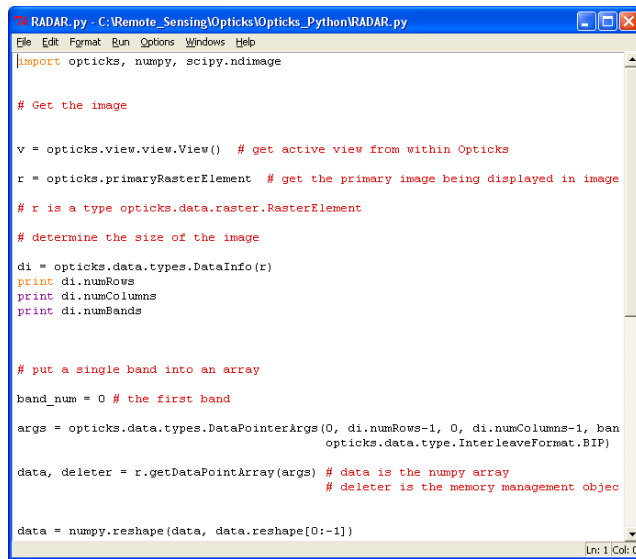 RADAR.py - C:\Remote_Sensing\Opticks\Opticks_Python\RADAR.py
File Edit Format Run Options Windows Help
import opticks, numpy, scipy.ndimage
# Get the image
v = opticks.view.view.View() # get active view from within Opticks
r = opticks.primaryRasterElement # get the primary image being displayed in image
# r is a type opticks.data.raster.RasterElement
# determine the size of the image
di = opticks.data.types.DataInfo(r)
print di.numRows
print di.numColumns
print di.numBands
# put a single band into an array
band_num = 0 # the first band
args = opticks.data.types.DataPointerArgs(0, di.numRows-1, 0, di.numColumns-1, ban
opticks.data.type.InterleaveFormat.BIP)
data, deleter = r.getDataPointArray(args) # data is the numpy array
# deleter is the memory management objec
data = numpy.reshape(data, data.reshape[0:-1])
Ln: 1 Col: 0